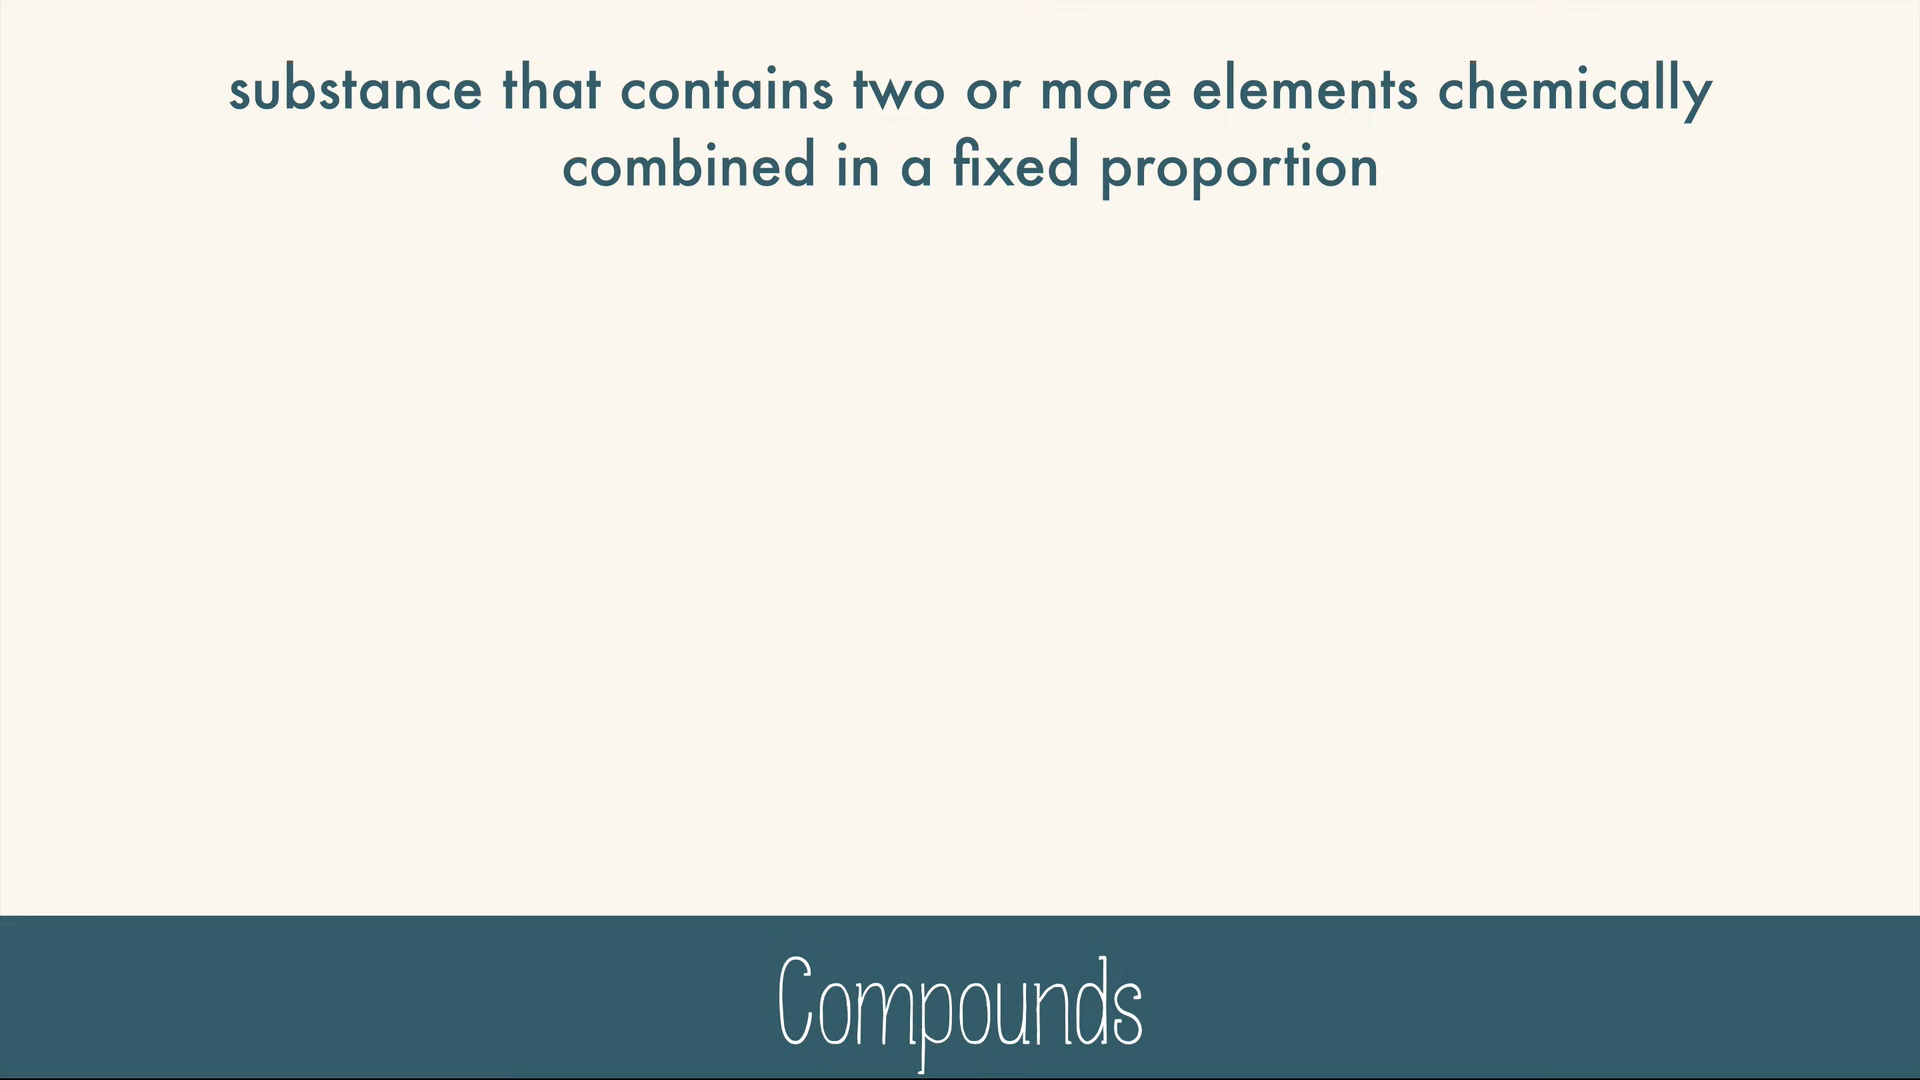 substance that contains two or more elements chemically
combined in a fixed proportion
Compounds